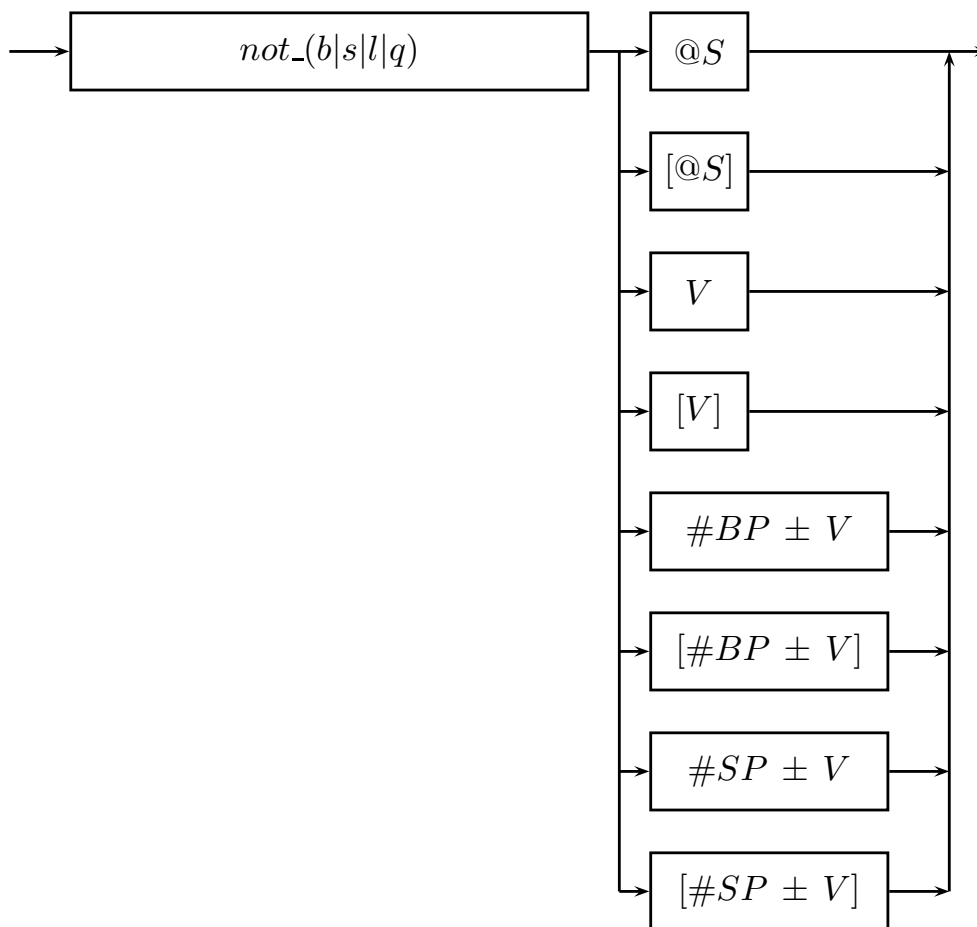 not_(b|s|l|q)
@S
[@S]
V
[V]
#BP ± V
[#BP ± V]
#SP ± V
[#SP ± V]